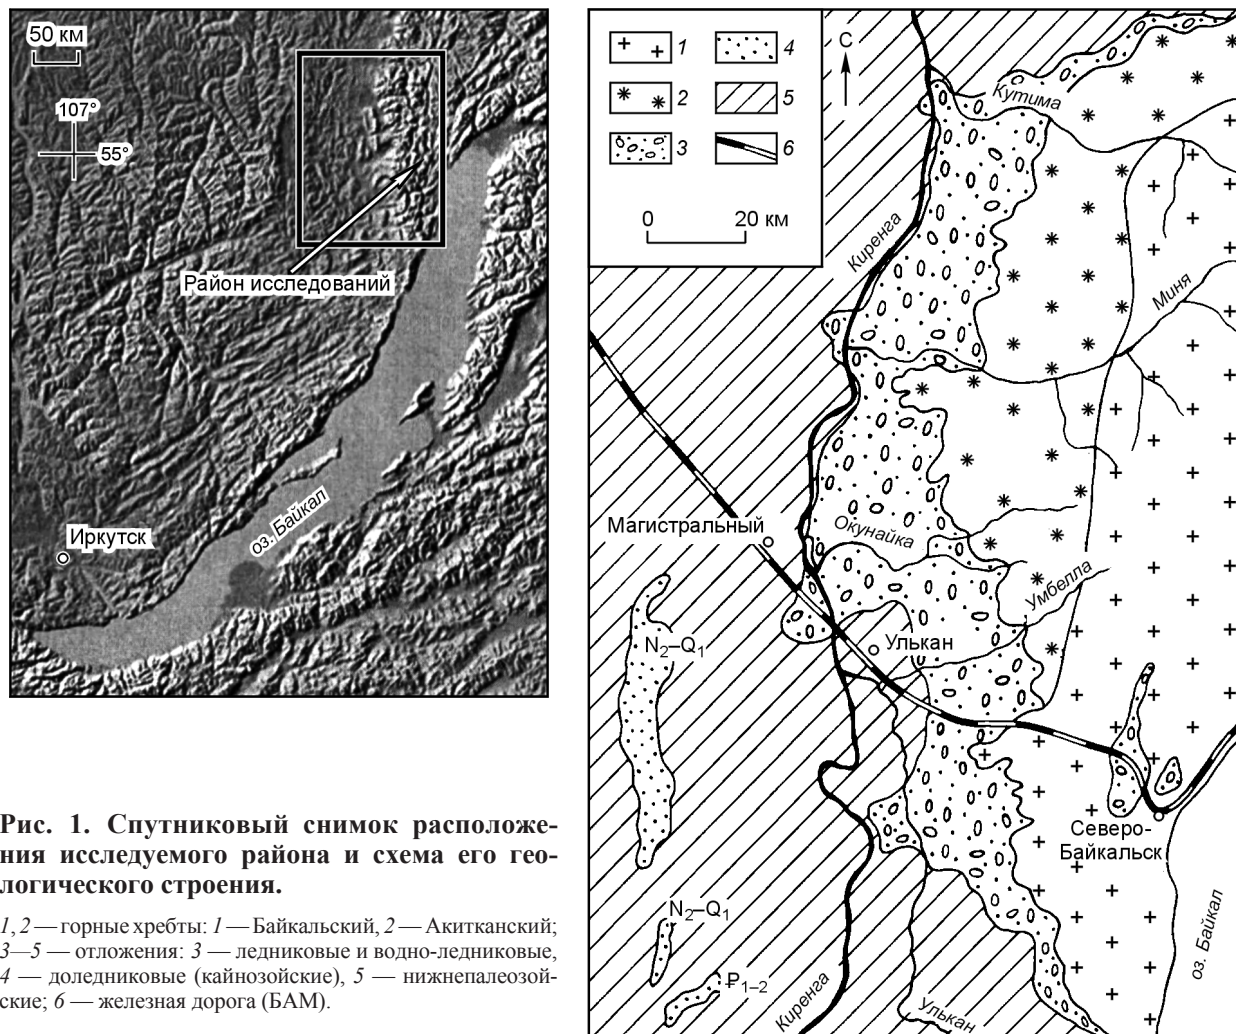 50 км
107°
55°
Район исследований
оз. Байкал
Иркутск
Рис. 1. Спутниковый снимок расположе-
ния исследуемого района и схема его гео-
логического строения.
1, 2 — горные хребты: 1 — Байкальский, 2 — Акитканский;
3—5 — отложения: 3 — ледниковые и водно-ледниковые,
4 — доледниковые (кайнозойские), 5 — нижнепалеозой-
ские; 6 — железная дорога (БАМ).
1
4
2
5
3
6
0 20 км
С
Кутима
Киренга
Миня
Магистральный
Окунайка
Умбелла
N₂–Q₁
Улькан
Северо-
Байкальск
N₂–Q₁
₽₁₋₂
Киренга
Улькан
оз. Байкал